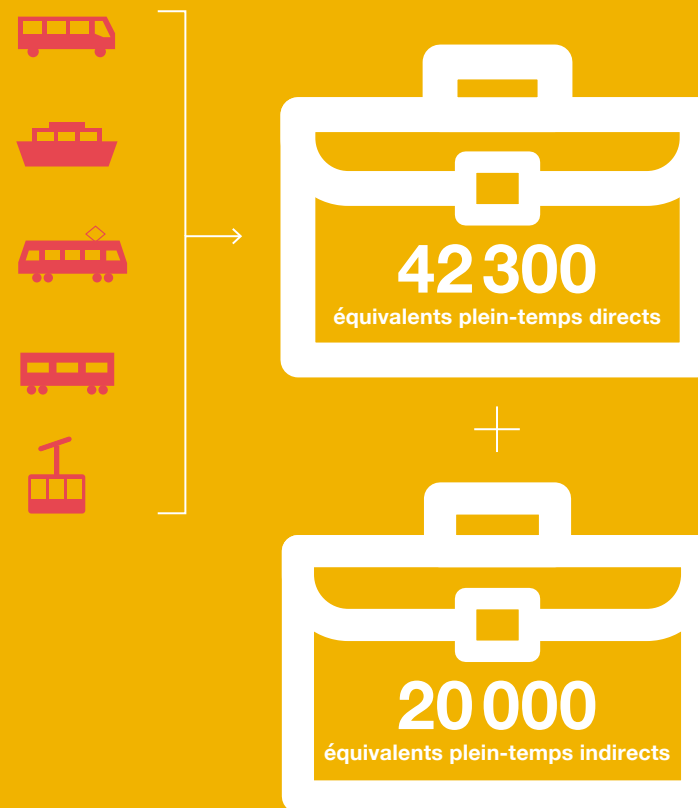 42 300
équivalents plein-temps directs
20 000
équivalents plein-temps indirects